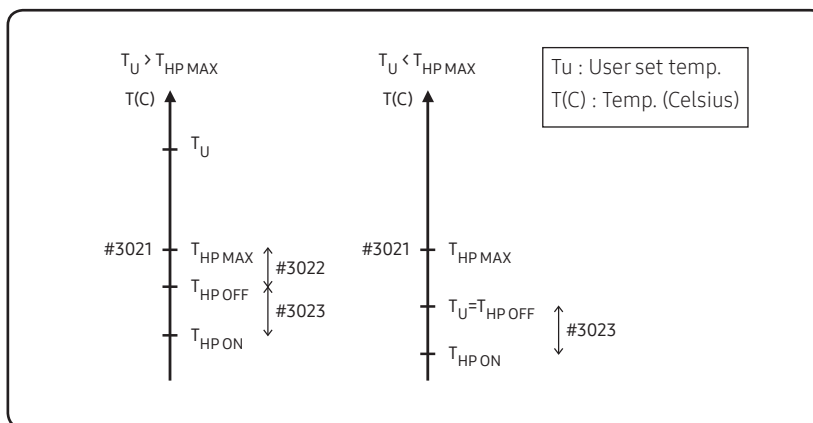 TU > THP MAX
T(C)
TU
#3021
THP MAX
#3022
THP OFF
#3023
THP ON
TU < THP MAX
T(C)
#3021
THP MAX
TU=THP OFF
#3023
THP ON
Tu : User set temp.
T(C) : Temp. (Celsius)